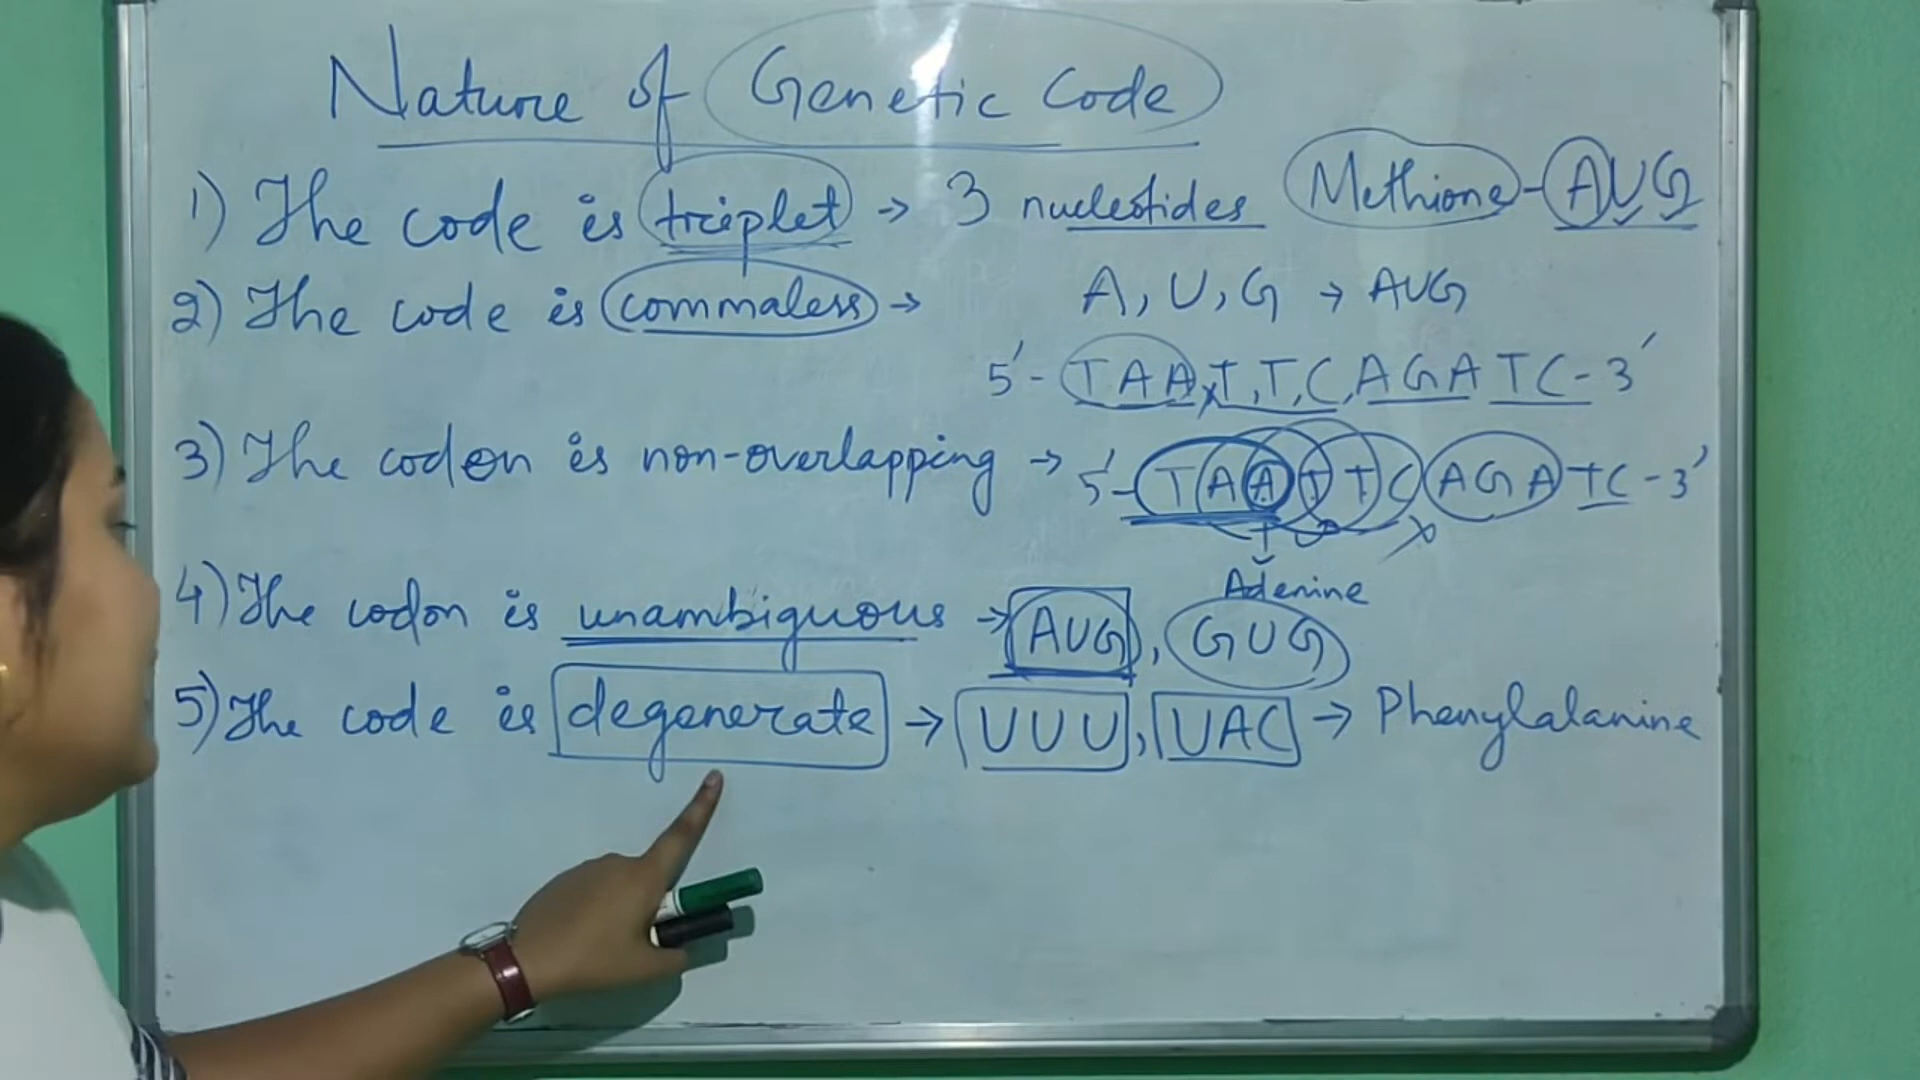 Nature of Genetic Code
1) The code is triplet → 3 nucleotides Methione - AUG
2) The code is commaless → A, U, G → AUG
5' - TAA, T, T, C, AGA TC - 3'
3) The codon is non-overlapping → 5' - TAATTC AGA TC - 3'
Adenine
4) The codon is unambiguous → AUG, GUG
5) The code is degenerate → UUU, UAC → Phenylalanine